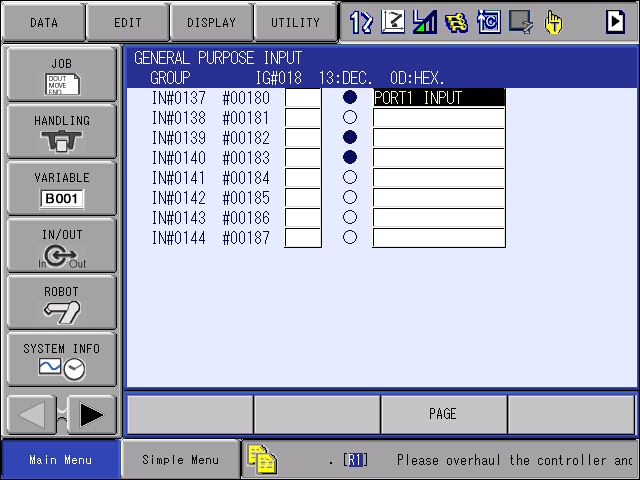 DATA EDIT DISPLAY UTILITY
JOB
DOUT
MOVE
END
HANDLING
VARIABLE
B001
IN/OUT
In Out
ROBOT
SYSTEM INFO
GENERAL PURPOSE INPUT
GROUP IG#018 13:DEC. 0D:HEX.
IN#0137 #00180 PORT1 INPUT
IN#0138 #00181
IN#0139 #00182
IN#0140 #00183
IN#0141 #00184
IN#0142 #00185
IN#0143 #00186
IN#0144 #00187
PAGE
Main Menu Simple Menu . [R1] Please overhaul the controller and